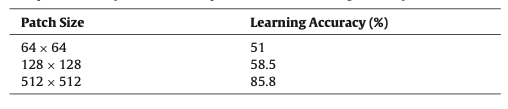 Patch Size Learning Accuracy (%)
64 × 64 51
128 × 128 58.5
512 × 512 85.8